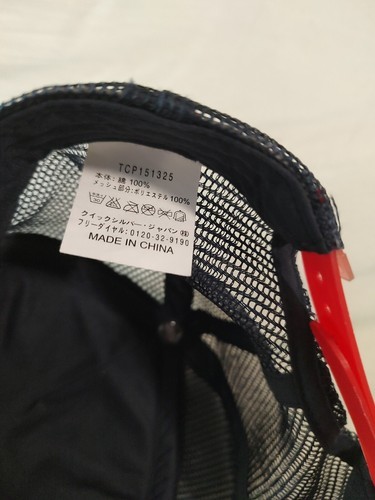 TCP151325
本体: 綿 100%
メッシュ部分: ポリエステル 100%
クイックシルバー・ジャパン ㈱
フリーダイヤル: 0120-32-9190
MADE IN CHINA